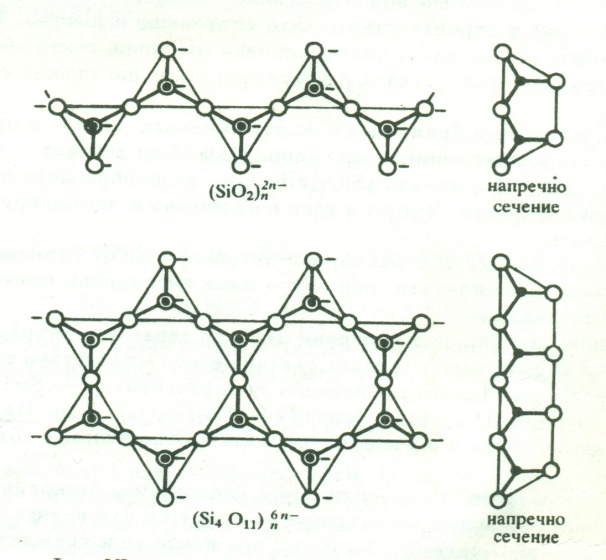 (SiO₂)ₙ²ⁿ⁻
напречно
сечение
(Si₄ O₁₁) ₙ⁶ⁿ⁻
напречно
сечение